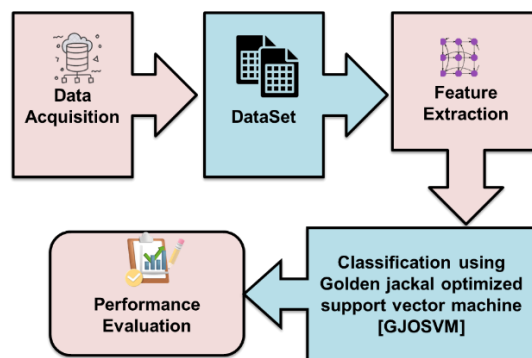 Data
Acquisition
DataSet
Feature
Extraction
Classification using
Golden jackal optimized
support vector machine
[GJOSVM]
Performance
Evaluation